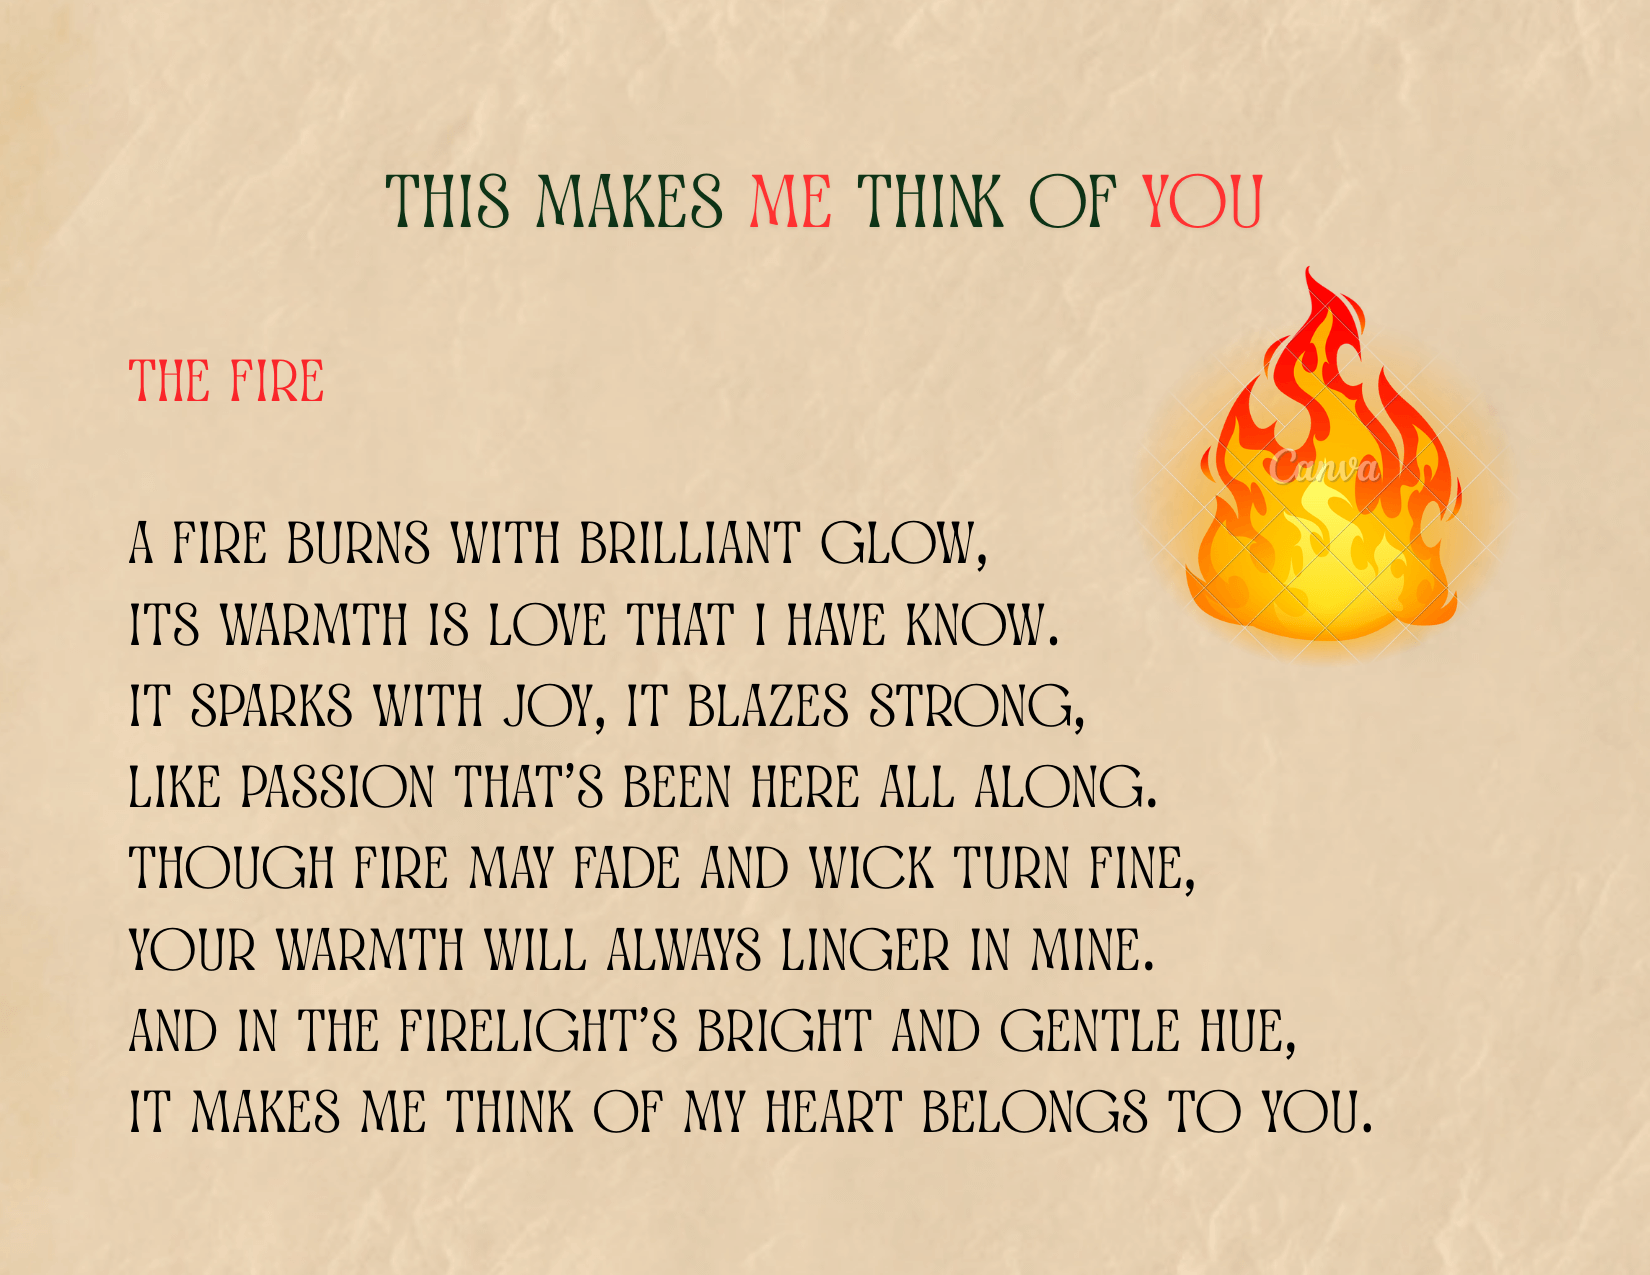 THIS MAKES ME THINK OF YOU
THE FIRE
Canva
A FIRE BURNS WITH BRILLIANT GLOW,
ITS WARMTH IS LOVE THAT I HAVE KNOW.
IT SPARKS WITH JOY, IT BLAZES STRONG,
LIKE PASSION THAT’S BEEN HERE ALL ALONG.
THOUGH FIRE MAY FADE AND WICK TURN FINE,
YOUR WARMTH WILL ALWAYS LINGER IN MINE.
AND IN THE FIRELIGHT’S BRIGHT AND GENTLE HUE,
IT MAKES ME THINK OF MY HEART BELONGS TO YOU.